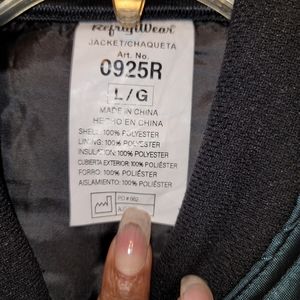 RefrigiWear
JACKET/CHAQUETA
Art. No.
0925R
L/G
MADE IN CHINA
HECHO EN CHINA
SHELL: 100% POLYESTER
LINING: 100% POLYESTER
INSULATION: 100% POLYESTER
CUBIERTA EXTERIOR: 100% POLIÉSTER
FORRO: 100% POLIÉSTER
AISLAMIENTO: 100% POLIÉSTER
PO #